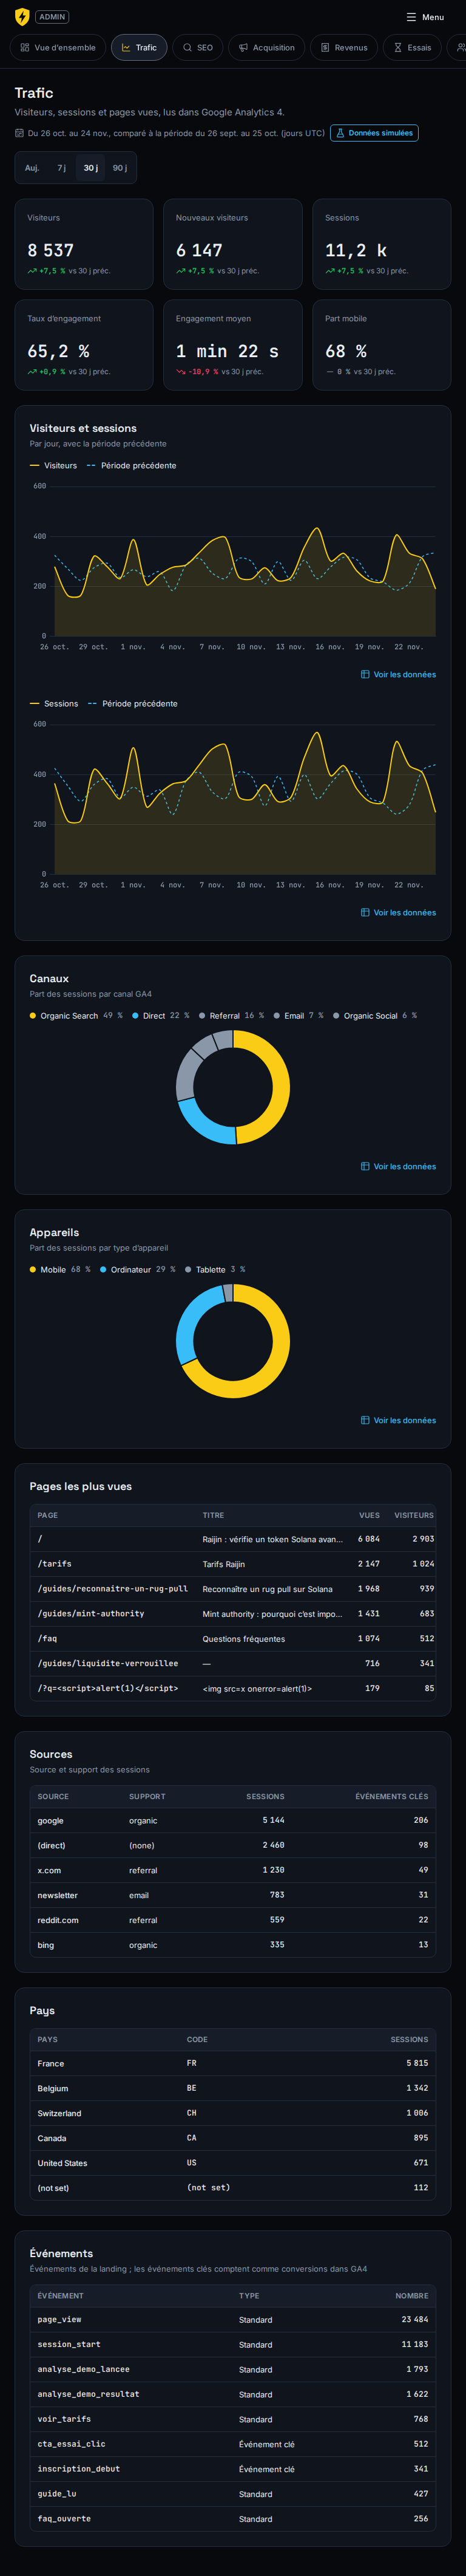 ADMIN
Menu
Vue d'ensemble
Trafic
SEO
Acquisition
Revenus
Essais
Trafic
Visiteurs, sessions et pages vues, lus dans Google Analytics 4.
Du 26 oct. au 24 nov., comparé à la période du 26 sept. au 25 oct. (jours UTC)
Données simulées
Auj. 7 j 30 j 90 j
Visiteurs
8 537
+7,5 % vs 30 j préc.
Nouveaux visiteurs
6 147
+7,5 % vs 30 j préc.
Sessions
11,2 k
+7,5 % vs 30 j préc.
Taux d'engagement
65,2 %
+0,9 % vs 30 j préc.
Engagement moyen
1 min 22 s
-10,9 % vs 30 j préc.
Part mobile
68 %
— 0 % vs 30 j préc.
Visiteurs et sessions
Par jour, avec la période précédente
Visiteurs
Période précédente
600
400
200
0
26 oct. 29 oct. 1 nov. 4 nov. 7 nov. 10 nov. 13 nov. 16 nov. 19 nov. 22 nov.
Voir les données
Sessions
Période précédente
600
400
200
0
26 oct. 29 oct. 1 nov. 4 nov. 7 nov. 10 nov. 13 nov. 16 nov. 19 nov. 22 nov.
Voir les données
Canaux
Part des sessions par canal GA4
Organic Search 49 % Direct 22 % Referral 16 % Email 7 % Organic Social 6 %
Voir les données
Appareils
Part des sessions par type d'appareil
Mobile 68 % Ordinateur 29 % Tablette 3 %
Voir les données
Pages les plus vues
PAGE TITRE VUES VISITEURS
/ Raijin : vérifie un token Solana avan... 6 084 2 903
/tarifs Tarifs Raijin 2 147 1 024
/guides/reconnaitre-un-rug-pull Reconnaître un rug pull sur Solana 1 968 939
/guides/mint-authority Mint authority : pourquoi c'est impo... 1 431 683
/faq Questions fréquentes 1 074 512
/guides/liquidite-verrouillee — 716 341
/?q=<script>alert(1)</script> <img src=x onerror=alert(1)> 179 85
Sources
Source et support des sessions
SOURCE SUPPORT SESSIONS ÉVÉNEMENTS CLÉS
google organic 5 144 206
(direct) (none) 2 460 98
x.com referral 1 230 49
newsletter email 783 31
reddit.com referral 559 22
bing organic 335 13
Pays
PAYS CODE SESSIONS
France FR 5 815
Belgium BE 1 342
Switzerland CH 1 006
Canada CA 895
United States US 671
(not set) (not set) 112
Événements
Événements de la landing ; les événements clés comptent comme conversions dans GA4
ÉVÉNEMENT TYPE NOMBRE
page_view Standard 23 484
session_start Standard 11 183
analyse_demo_lancee Standard 1 793
analyse_demo_resultat Standard 1 622
voir_tarifs Standard 768
cta_essai_clic Événement clé 512
inscription_debut Événement clé 341
guide_lu Standard 427
faq_ouverte Standard 256